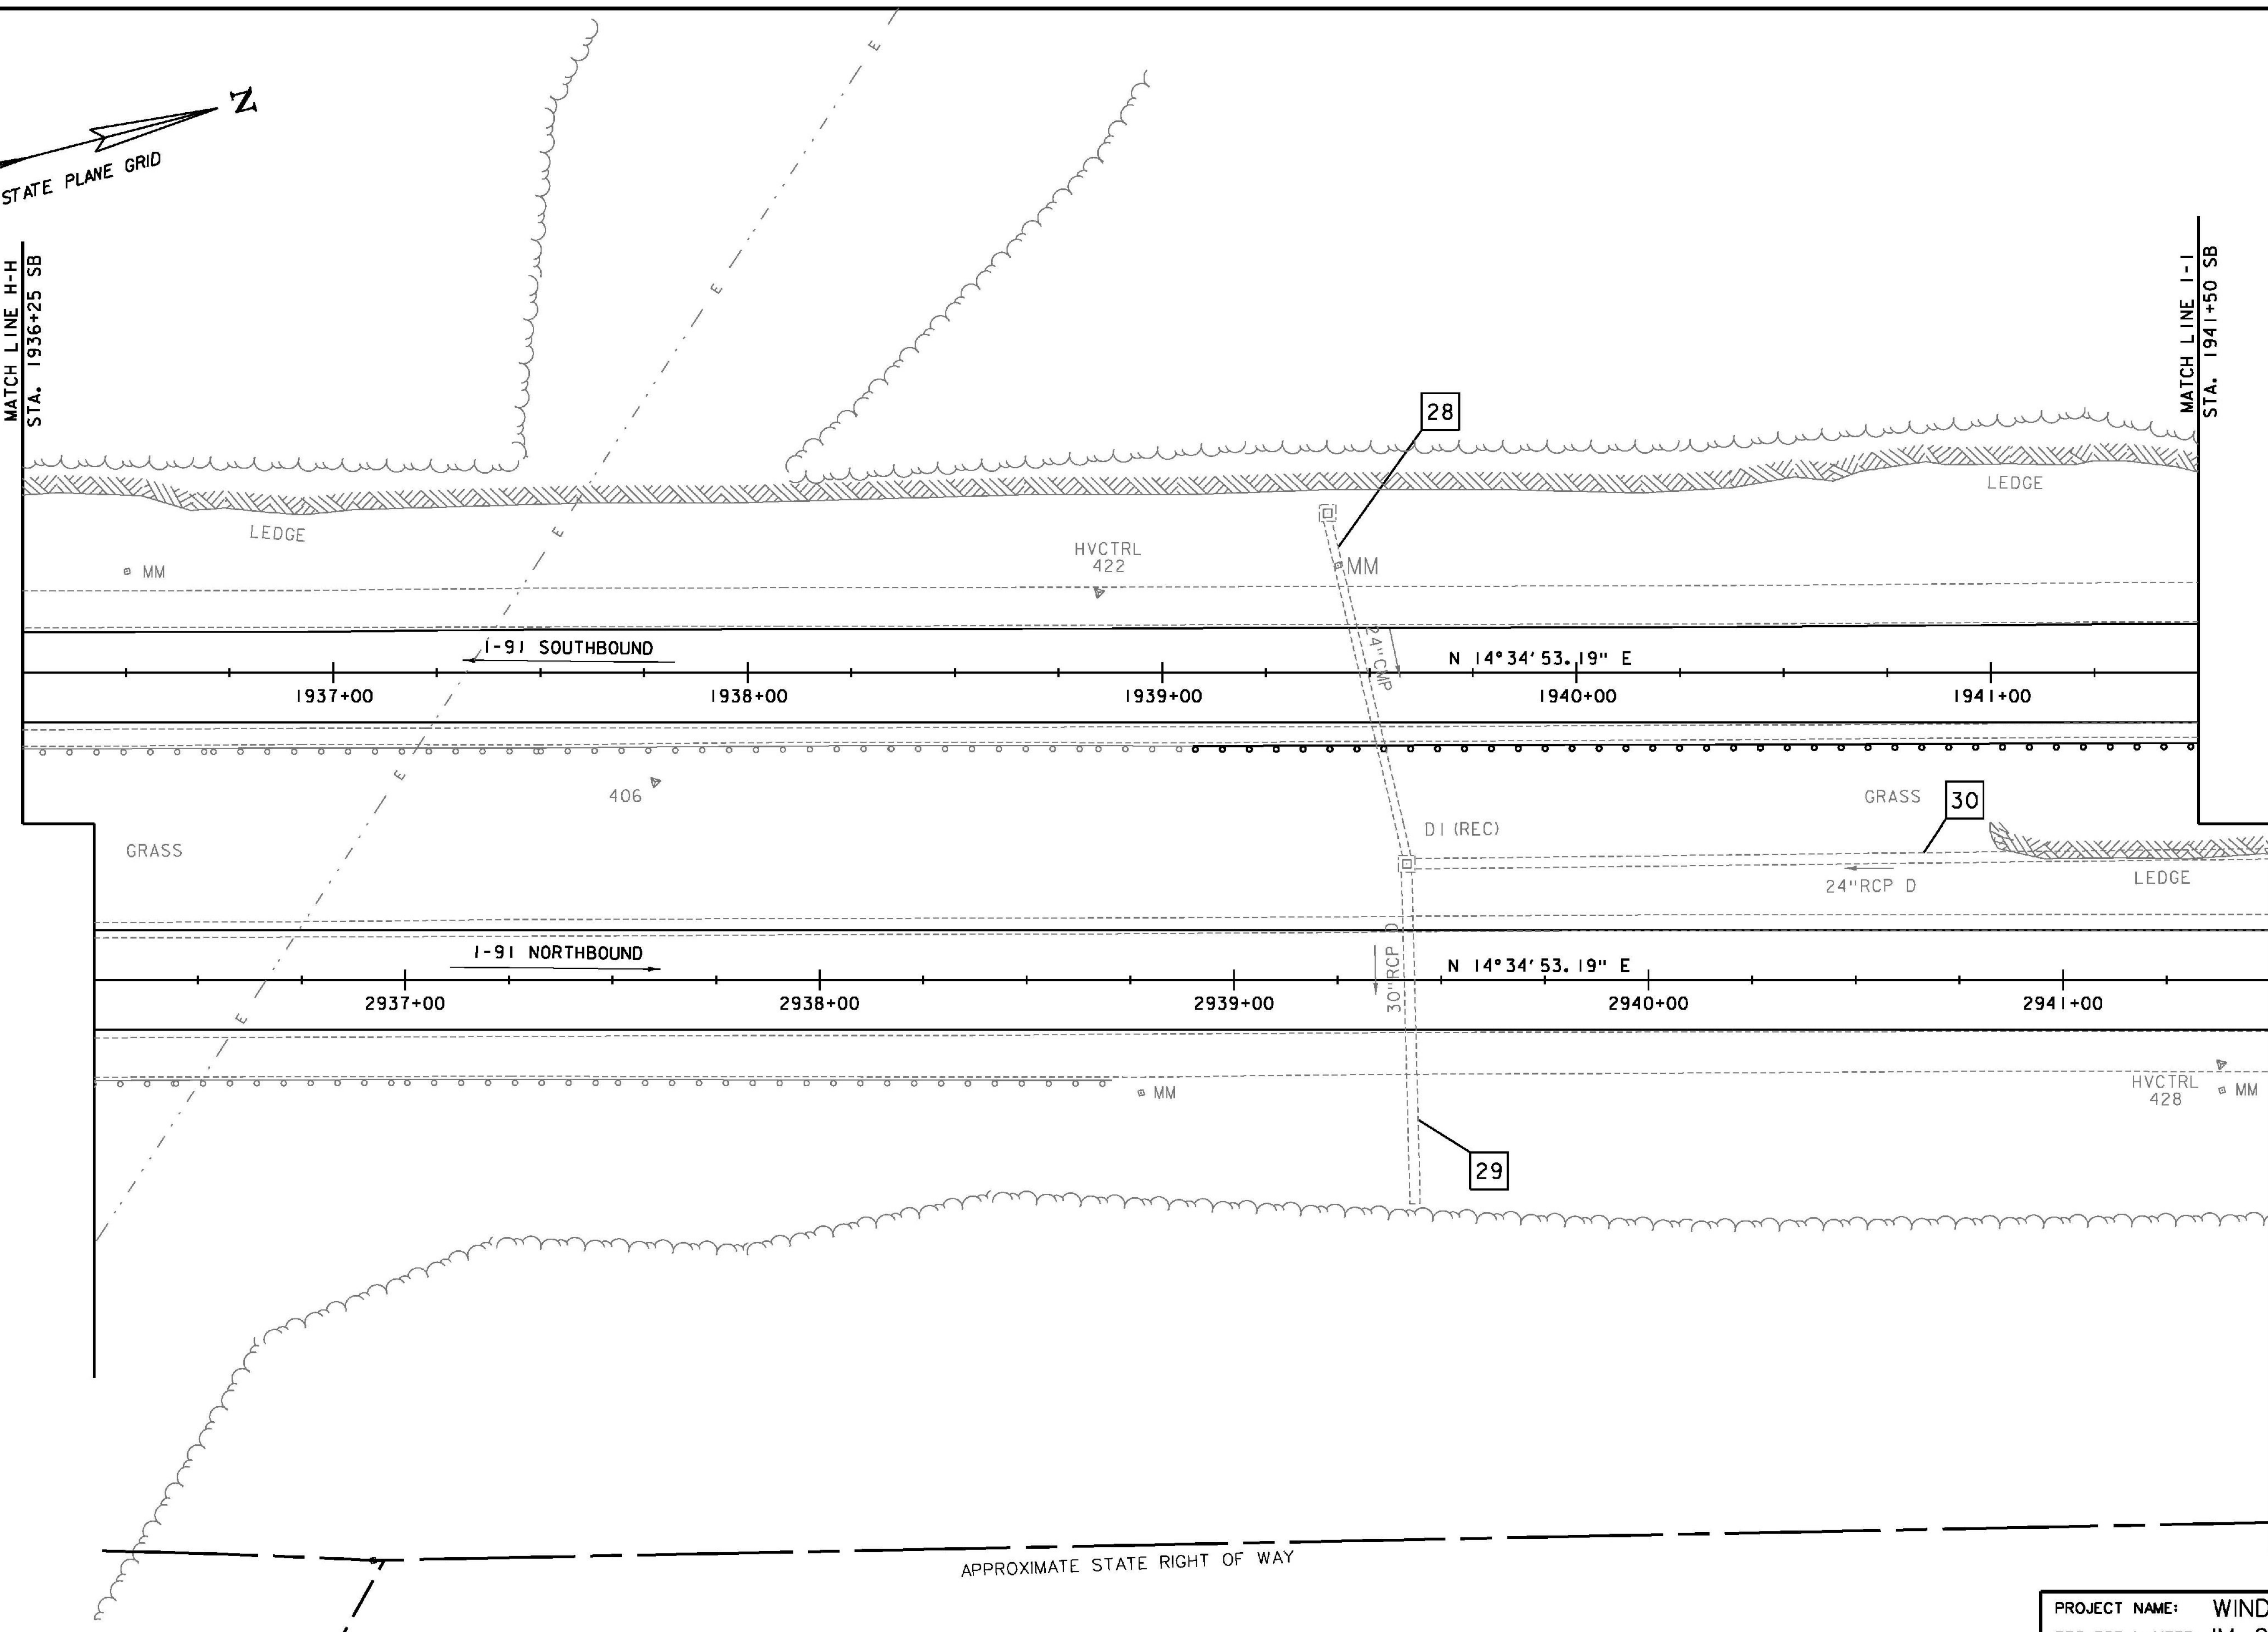 N
STATE PLANE GRID
MATCH LINE H-H
STA. 1936+25 SB
MATCH LINE I-I
STA. 1941+50 SB
E
E
28
LEDGE
LEDGE
E
HVCTRL
422
MM
MM
24"CMP
I-91 SOUTHBOUND
N 14°34'53.19" E
1937+00
1938+00
1939+00
1940+00
1941+00
E
406
GRASS
30
DI (REC)
GRASS
24"RCP D
LEDGE
30"RCP D
I-91 NORTHBOUND
N 14°34'53.19" E
2937+00
2938+00
2939+00
2940+00
2941+00
E
MM
HVCTRL
428
MM
29
APPROXIMATE STATE RIGHT OF WAY
PROJECT NAME: WIND